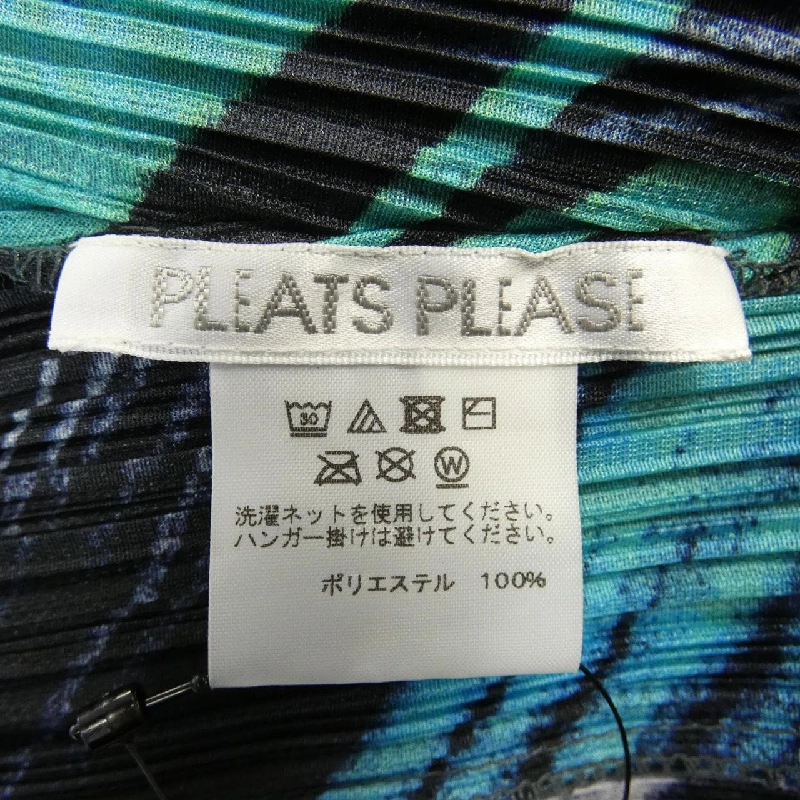 PLEATS PLEASE
30
W
洗濯ネットを使用してください。
ハンガー掛けは避けてください。
ポリエステル 100%